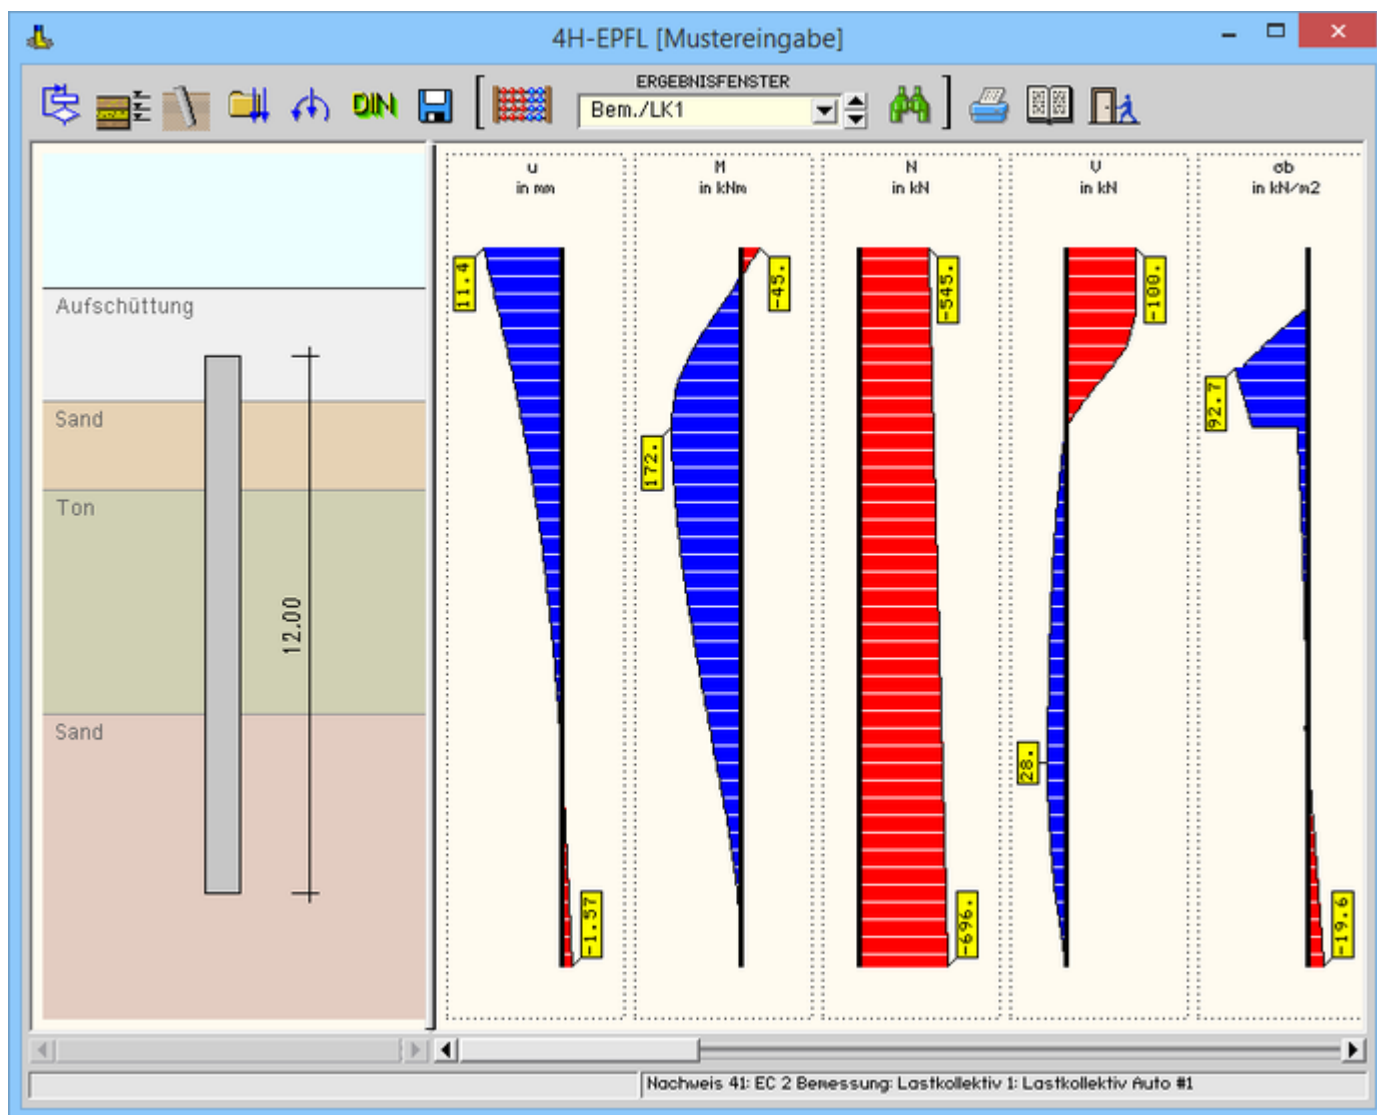 4H-EPFL [Mustereingabe]
DIN
ERGEBNISFENSTER
Bem./LK1
Aufschüttung
Sand
Ton
Sand
12.00
u
in mm
11.4
-1.57
M
in kNm
-45.
172.
N
in kN
-545.
-696.
V
in kN
-100.
28.
σb
in kN/m2
92.7
-19.6
Nachweis 41: EC 2 Bemessung: Lastkollektiv 1: Lastkollektiv Auto #1